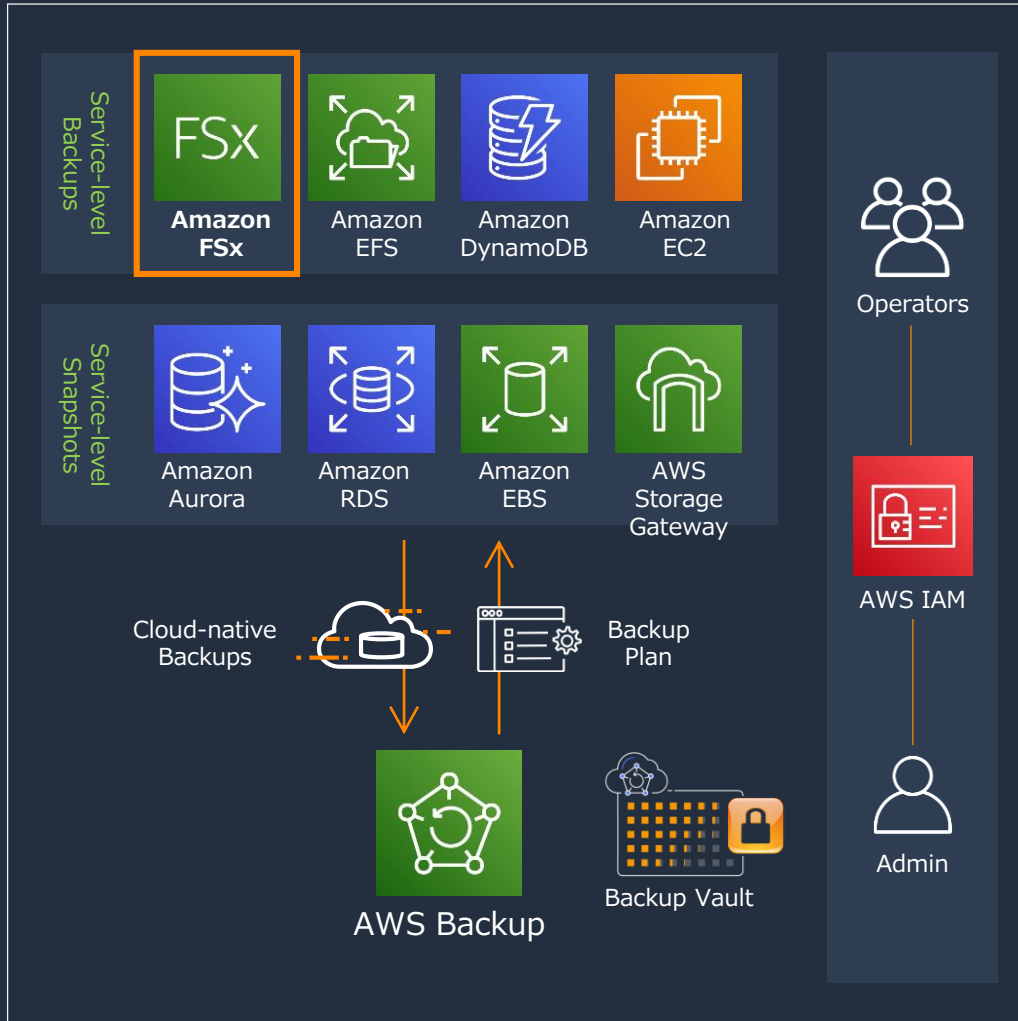 Service-level
Backups
FSx
Amazon
FSx
Amazon
EFS
Amazon
DynamoDB
Amazon
EC2
Service-level
Snapshots
Amazon
Aurora
Amazon
RDS
Amazon
EBS
AWS
Storage
Gateway
Cloud-native
Backups
Backup
Plan
AWS Backup
Backup Vault
Operators
AWS IAM
Admin